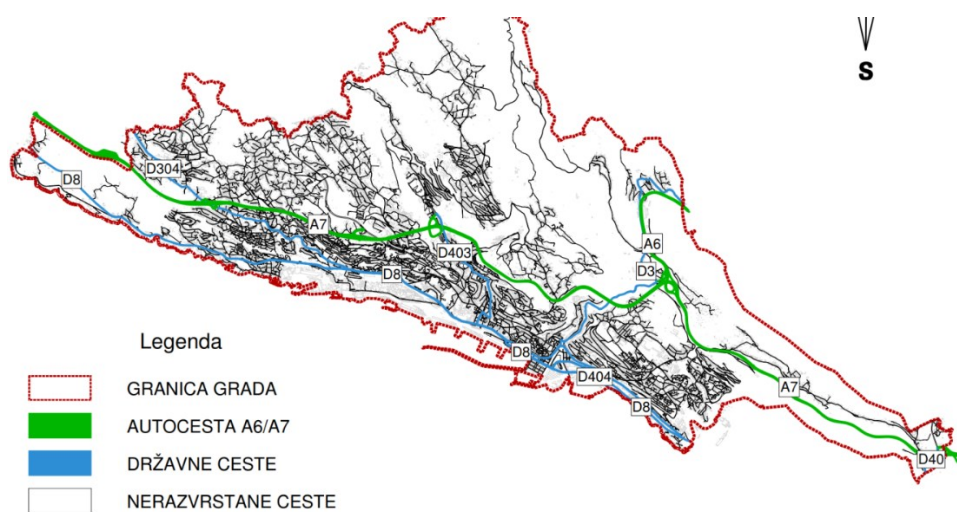 S
D304
D8
A7
D403
A6
D3
D8
D8
D404
D8
A7
D40
Legenda
GRANICA GRADA
AUTOCESTA A6/A7
DRŽAVNE CESTE
NERAZVRSTANE CESTE